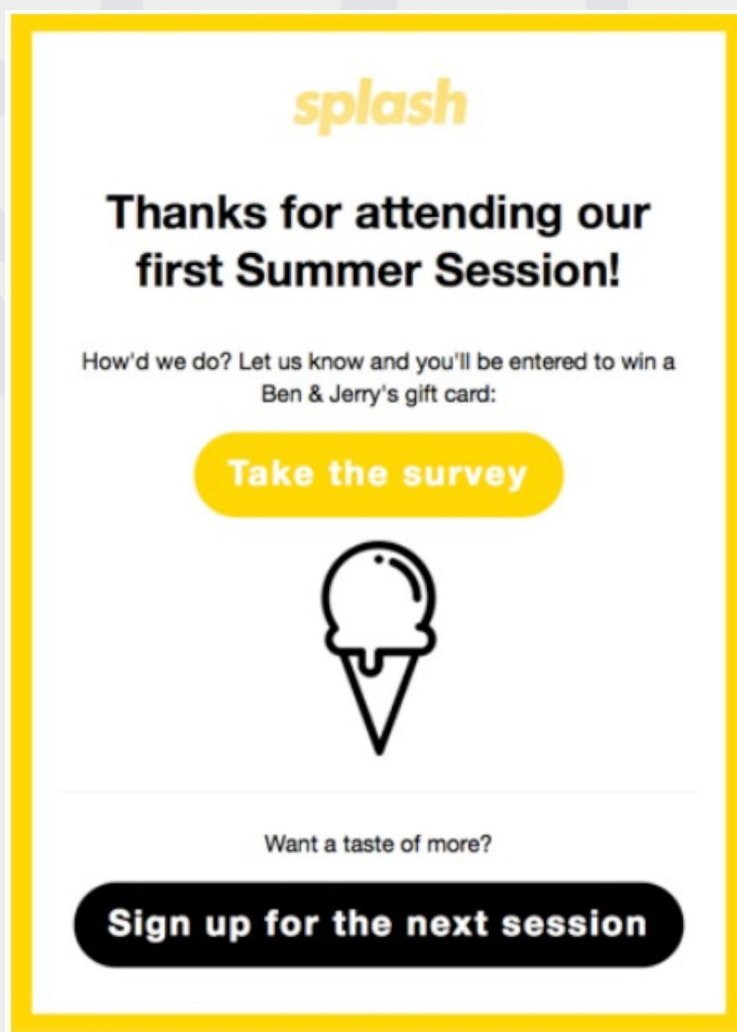 splash
Thanks for attending our
first Summer Session!
How'd we do? Let us know and you'll be entered to win a
Ben & Jerry's gift card:
Take the survey
Want a taste of more?
Sign up for the next session